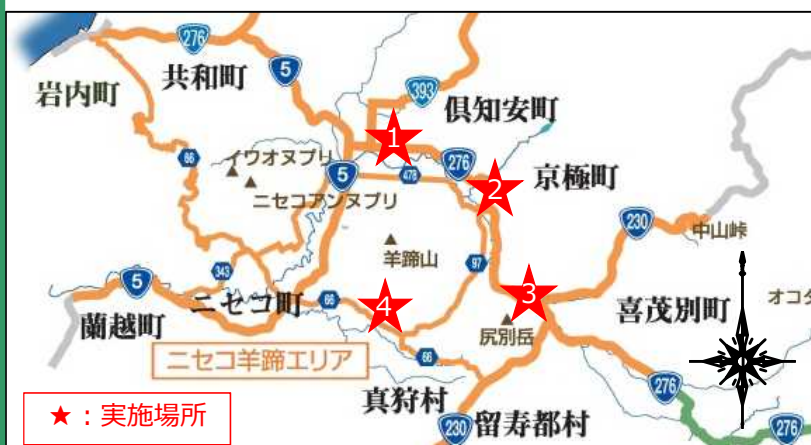 276
共和町
5
岩内町
393
倶知安町
1
66
イワオヌプリ
276
5
478
2
京極町
ニセコアンヌプリ
230
中山峠
羊蹄山
97
343
3
5
ニセコ町
66
4
喜茂別町
オコタ
蘭越町
尻別岳
ニセコ羊蹄エリア
66
276
真狩村
★：実施場所
230
留寿都村
276